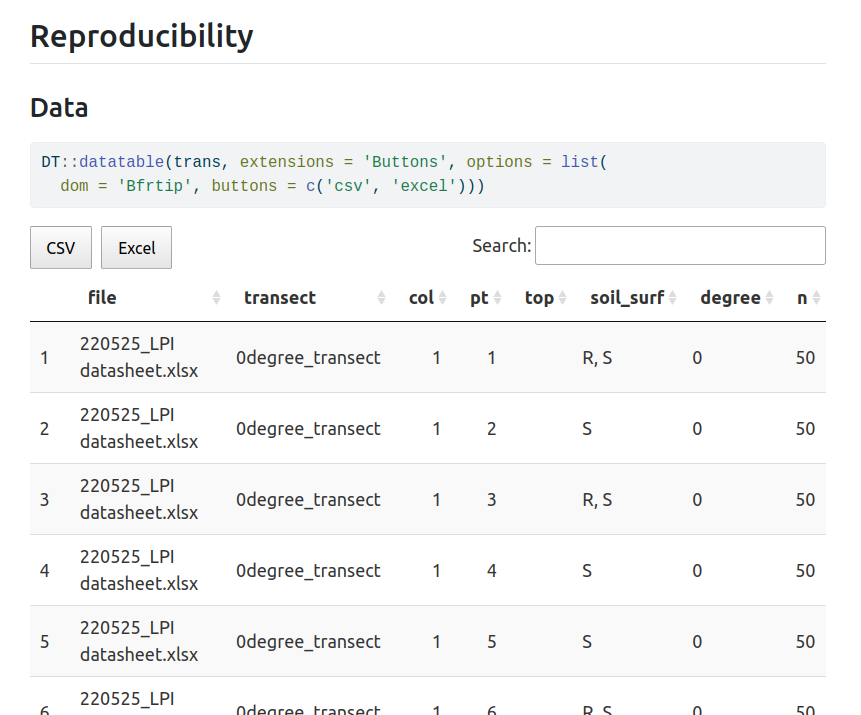 Reproducibility
Data
DT::datatable(trans, extensions = 'Buttons', options = list(
dom = 'Bfrtip', buttons = c('csv', 'excel')))
CSV Excel Search:
file transect col pt top soil_surf degree n
1 220525_LPI datasheet.xlsx 0degree_transect 1 1 R, S 0 50
2 220525_LPI datasheet.xlsx 0degree_transect 1 2 S 0 50
3 220525_LPI datasheet.xlsx 0degree_transect 1 3 R, S 0 50
4 220525_LPI datasheet.xlsx 0degree_transect 1 4 S 0 50
5 220525_LPI datasheet.xlsx 0degree_transect 1 5 S 0 50
6 220525_LPI 0degree_transect 1 6 R, S 0 50